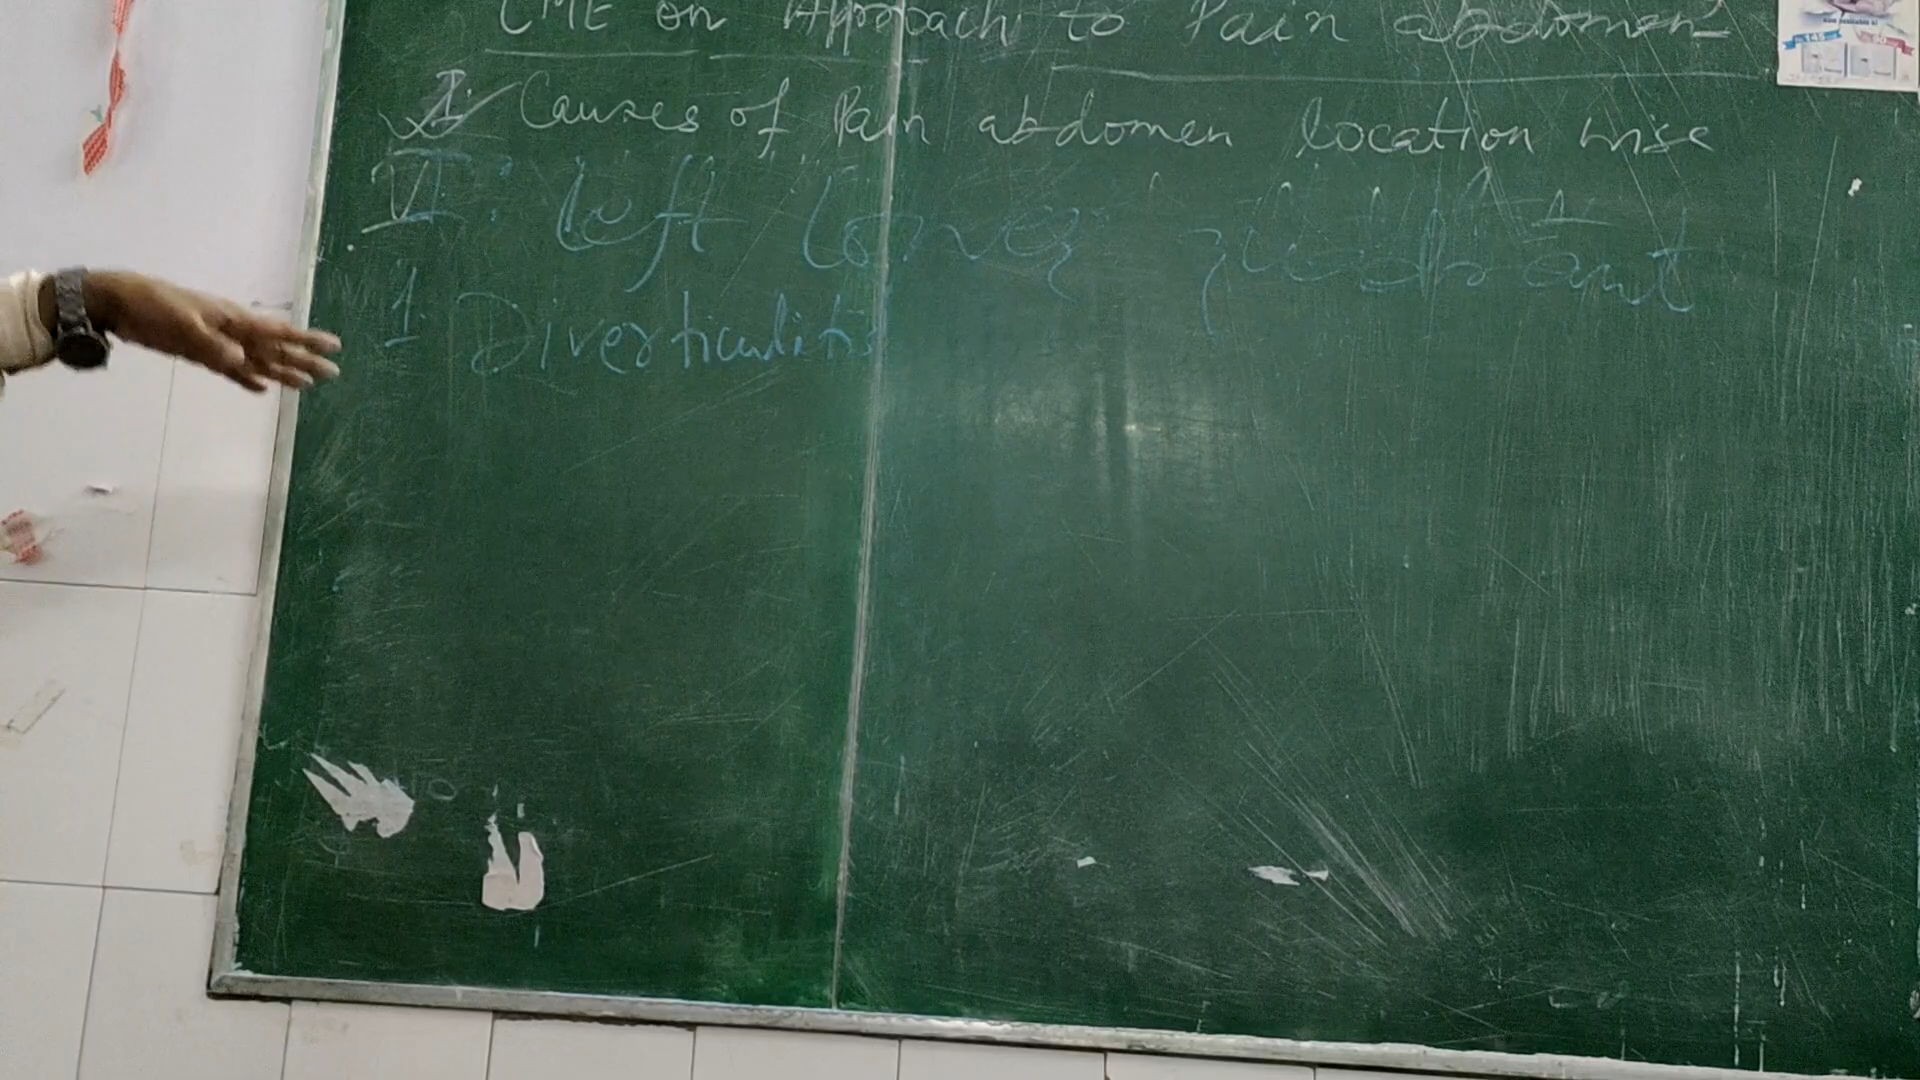 CME on Approach to Pain abdomen
I. Causes of Pain abdomen location wise
VI: Left Lower quadrant
1. Diverticulitis